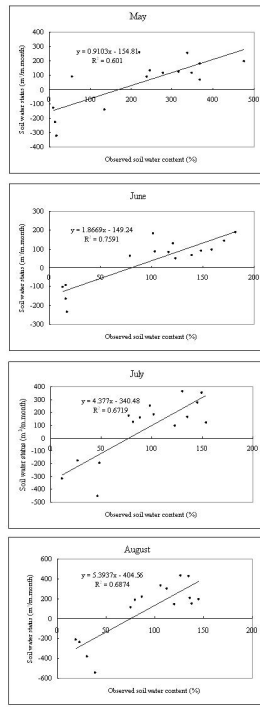 May
400
300
200
100
0
-100
-200
-300
-400
0 100 200 300 400 500
y = 0.9103x - 154.81
R² = 0.601
Soil water status (m³/m.month)
Observed soil water content (%)
June
300
200
100
0
-100
-200
-300
0 50 100 150 200
y = 1.8669x - 149.24
R² = 0.7591
Soil water status (m³/m.month)
Observed soil water content (%)
July
400
300
200
100
0
-100
-200
-300
-400
-500
0 50 100 150 200
y = 4.377x - 340.48
R² = 0.6719
Soil water status (m³/m.month)
Observed soil water content (%)
August
600
400
200
0
-200
-400
-600
0 50 100 150 200
y = 5.3937x - 404.56
R² = 0.6874
Soil water status (m³/m.month)
Observed soil water content (%)